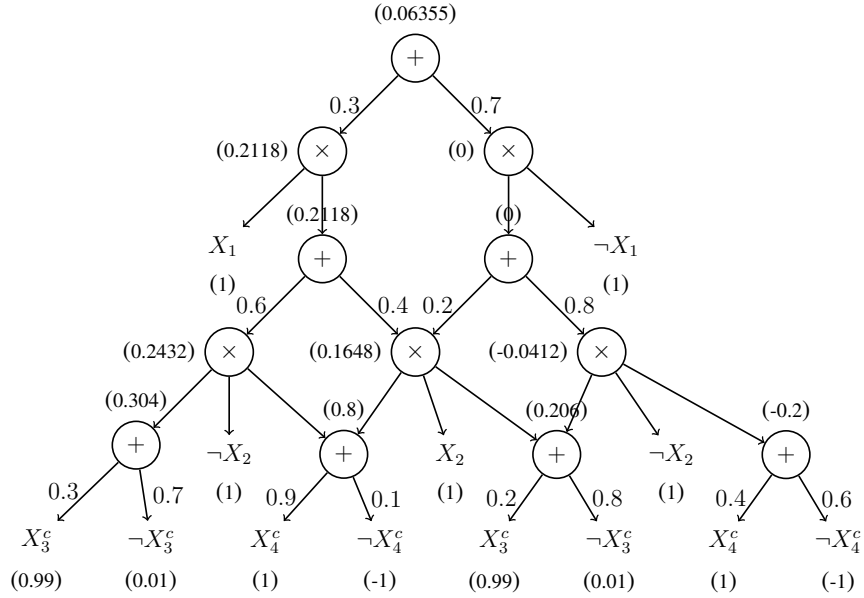 (0.06355)
+
0.3 0.7
(0.2118) × (0) ×
(0.2118) (0)
X₁ + + ¬X₁
(1) (1)
0.6 0.4 0.2 0.8
(0.2432) × (0.1648) × (-0.0412) ×
(0.304) (0.8) (0.206) (-0.2)
+ ¬X₂ + X₂ + ¬X₂ +
(1) (1) (1)
0.3 0.7 0.9 0.1 0.2 0.8 0.4 0.6
X₃ᶜ ¬X₃ᶜ X₄ᶜ ¬X₄ᶜ X₃ᶜ ¬X₃ᶜ X₄ᶜ ¬X₄ᶜ
(0.99) (0.01) (1) (-1) (0.99) (0.01) (1) (-1)